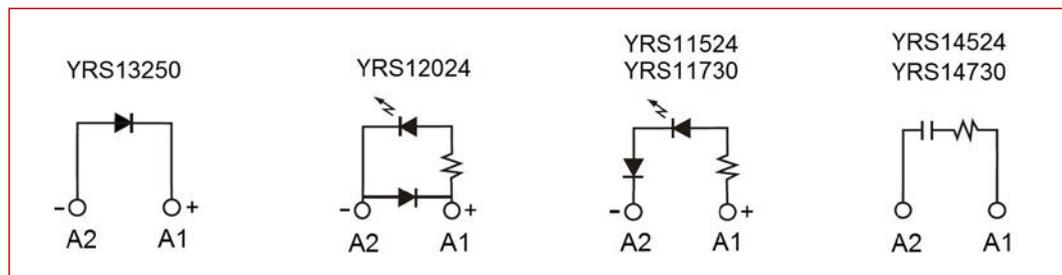 YRS13250
- +
A2 A1
YRS12024
- +
A2 A1
YRS11524
YRS11730
- +
A2 A1
YRS14524
YRS14730
A2 A1